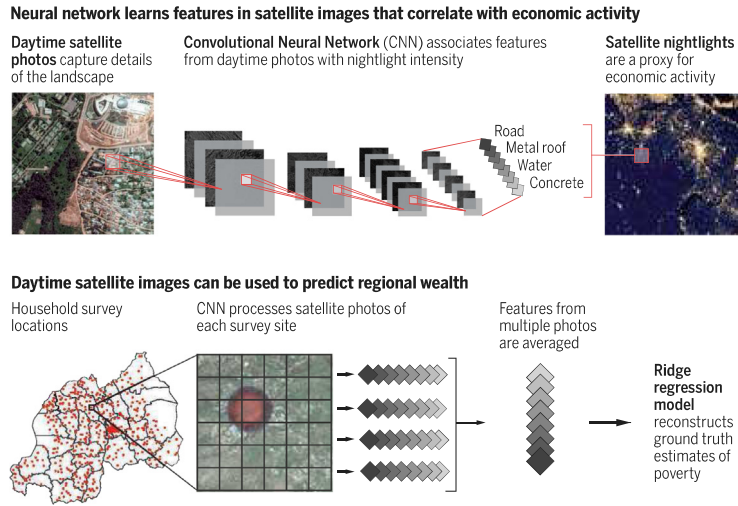 Neural network learns features in satellite images that correlate with economic activity
Daytime satellite
photos capture details
of the landscape
Convolutional Neural Network (CNN) associates features
from daytime photos with nightlight intensity
Satellite nightlights
are a proxy for
economic activity
Road
Metal roof
Water
Concrete
Daytime satellite images can be used to predict regional wealth
Household survey
locations
CNN processes satellite photos of
each survey site
Features from
multiple photos
are averaged
Ridge
regression
model
reconstructs
ground truth
estimates of
poverty